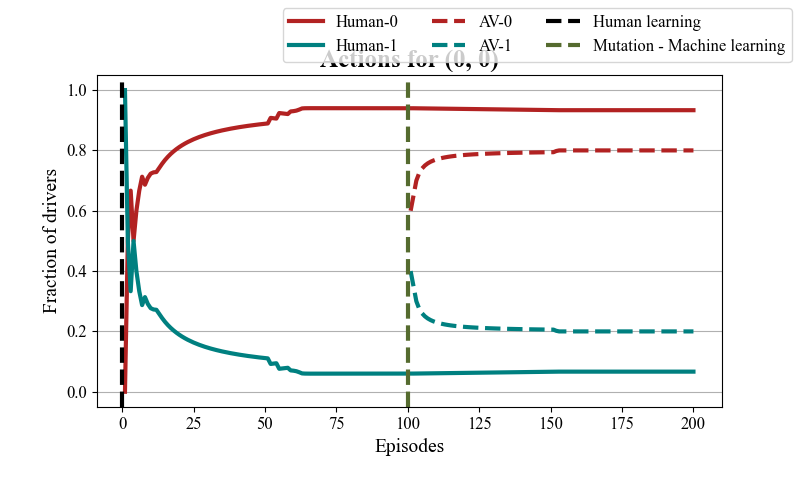 Human-0 AV-0 Human learning
Human-1 AV-1 Mutation - Machine learning
Actions for (0, 0)
Fraction of drivers
1.0
0.8
0.6
0.4
0.2
0.0
0 25 50 75 100 125 150 175 200
Episodes